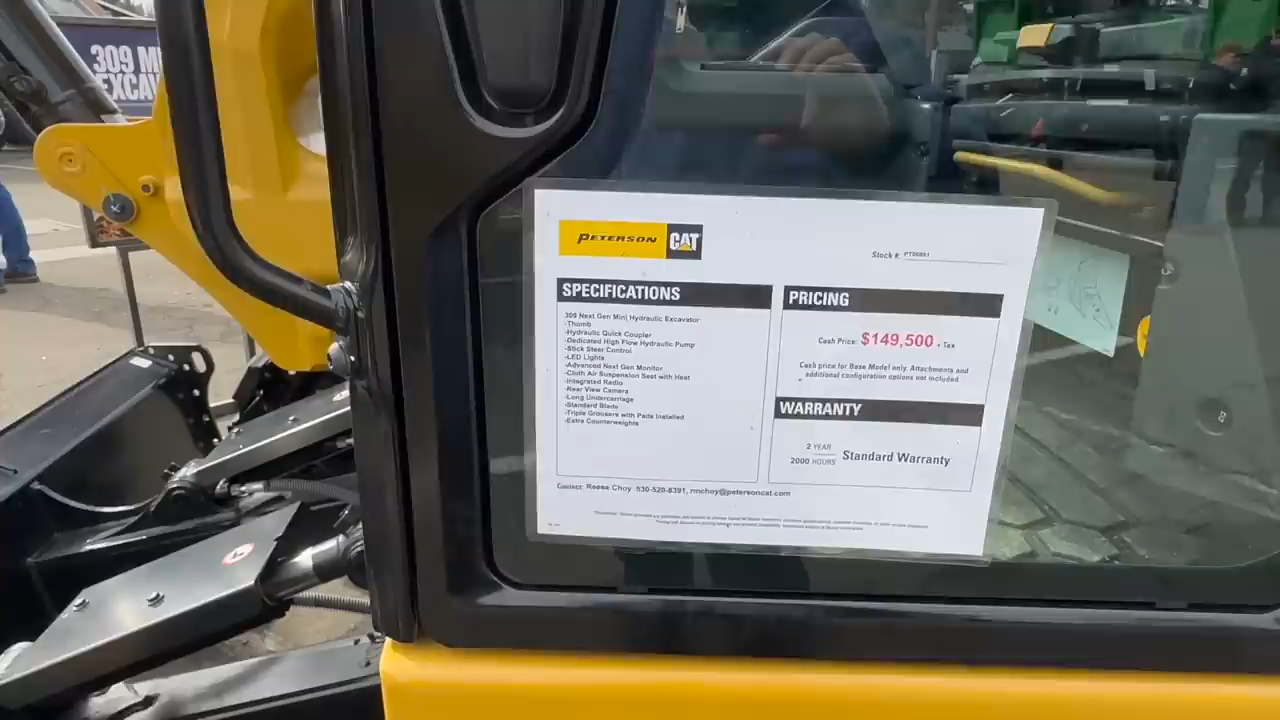 309 MI
EXCAV
PETERSON CAT
Stock #:
SPECIFICATIONS
309 Next Gen Mini Hydraulic Excavator
-Thumb
-Hydraulic Quick Coupler
-Dedicated High Flow Hydraulic Pump
-Stick Steer Control
-LED Lights
-Advanced Next Gen Monitor
-Cloth Air Suspension Seat with Heat
-Integrated Radio
-Rear View Camera
-Long Undercarriage
-Standard Blade
-Triple Grousers with Pads Installed
-Extra Counterweights
PRICING
Cash Price: $149,500 + Tax
Cash price for Base Model only. Attachments and
additional configuration options not included.
WARRANTY
2 YEAR
2000 HOURS
Standard Warranty
Contact: Reese Choy 530-520-8391, rmchoy@petersoncat.com